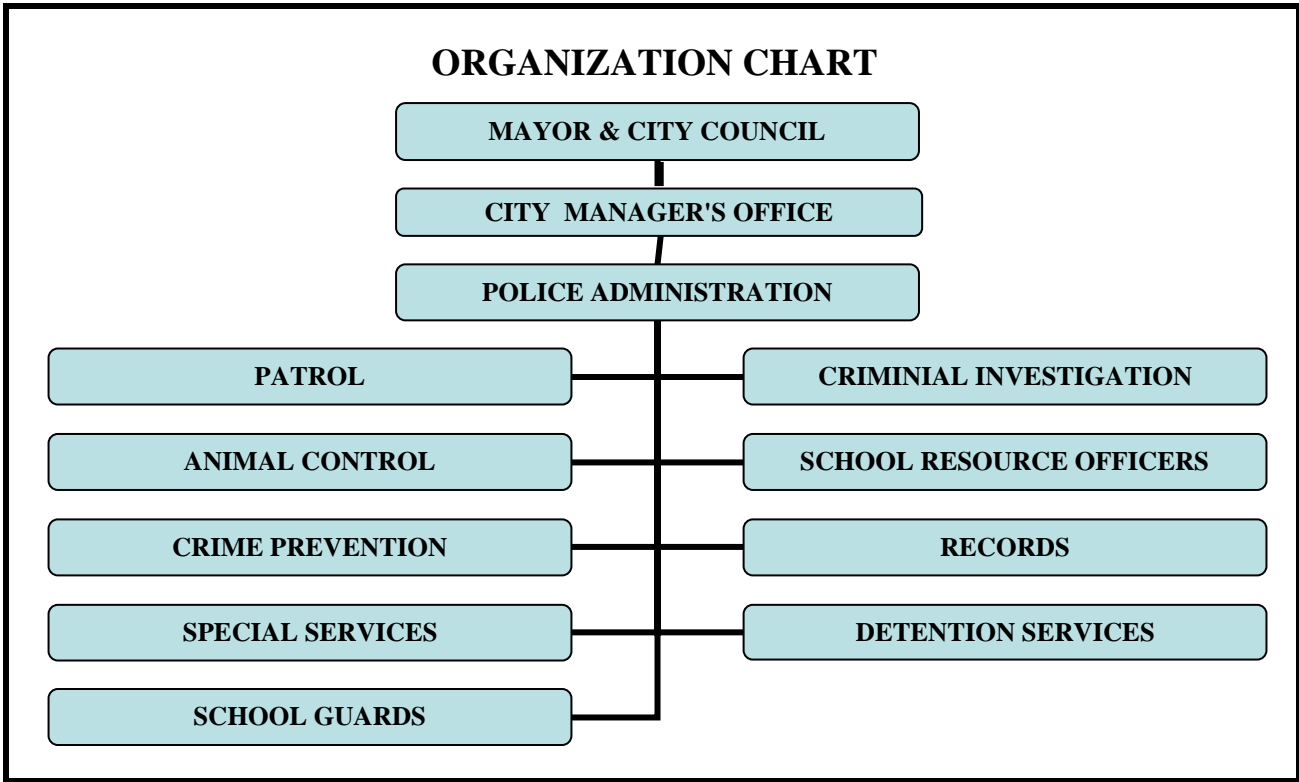 ORGANIZATION CHART
MAYOR & CITY COUNCIL
CITY  MANAGER'S OFFICE
POLICE ADMINISTRATION
PATROL
CRIMINIAL INVESTIGATION
ANIMAL CONTROL
SCHOOL RESOURCE OFFICERS
CRIME PREVENTION
RECORDS
SPECIAL SERVICES
DETENTION SERVICES
SCHOOL GUARDS